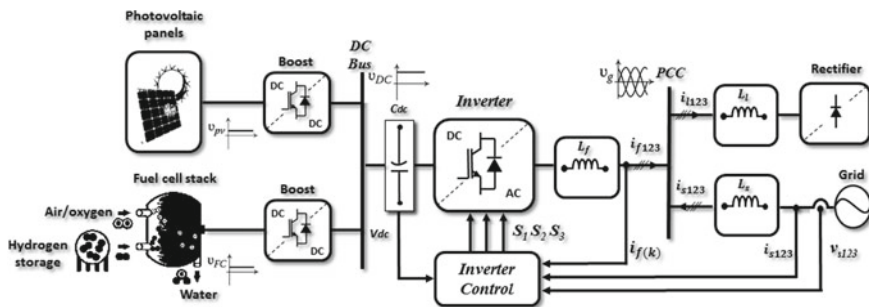 Photovoltaic
panels
Boost
DC
DC
υpv
DC
Bus
υDC
Cdc
Inverter
DC
AC
Lf
if123
υg
PCC
il123
Ll
Rectifier
is123
Ls
Grid
is123
vs123
Fuel cell stack
Air/oxygen
Hydrogen
storage
Water
υFC
Boost
DC
DC
Vdc
S1 S2 S3
if(k)
Inverter
Control